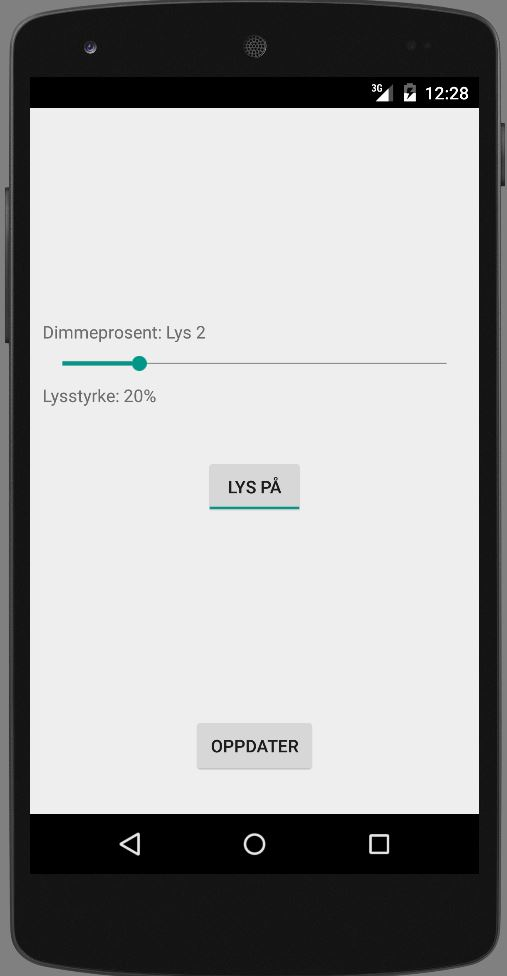 3G 12:28
Dimmeprosent: Lys 2
Lysstyrke: 20%
LYS PÅ
OPPDATER